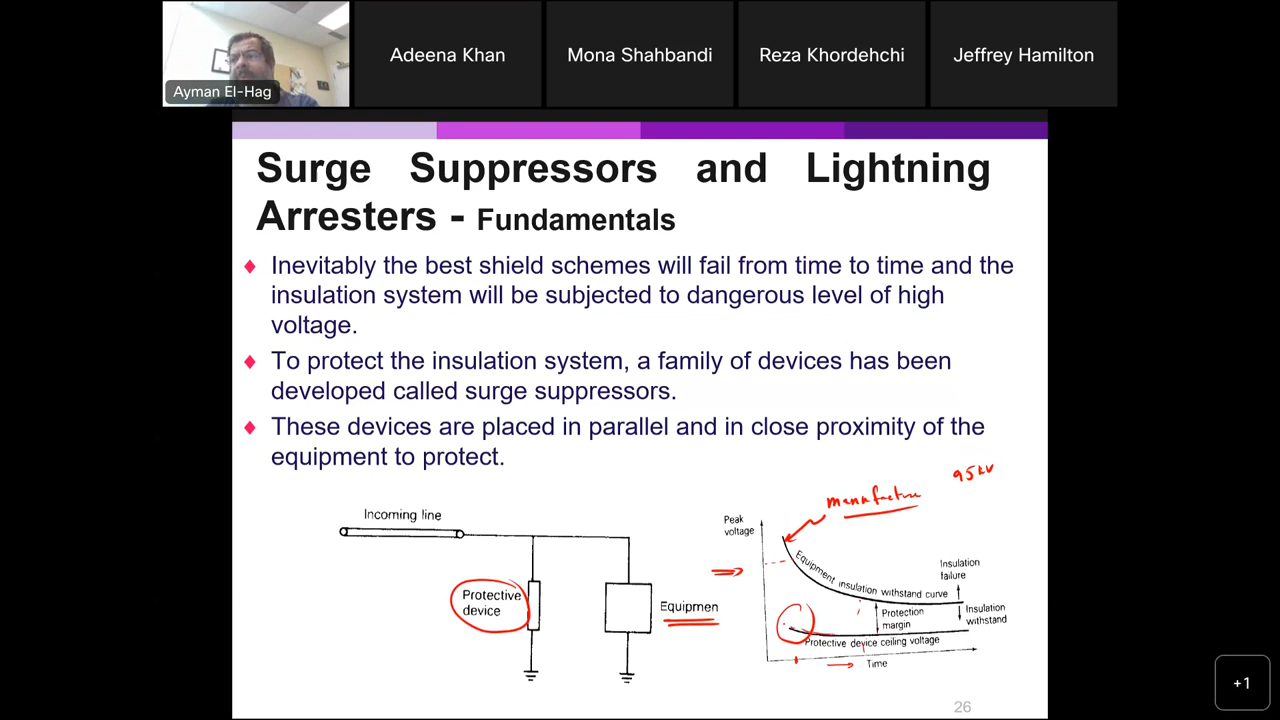 Ayman El-Hag
Adeena Khan
Mona Shahbandi
Reza Khordehchi
Jeffrey Hamilton
Surge Suppressors and Lightning
Arresters - Fundamentals
Inevitably the best shield schemes will fail from time to time and the
insulation system will be subjected to dangerous level of high
voltage.
To protect the insulation system, a family of devices has been
developed called surge suppressors.
These devices are placed in parallel and in close proximity of the
equipment to protect.
Incoming line
Protective
device
Equipmen
95 kV
manufacture
Peak
voltage
Equipment insulation withstand curve
Insulation
failure
Protection
margin
Insulation
withstand
Protective device ceiling voltage
Time
26
+1